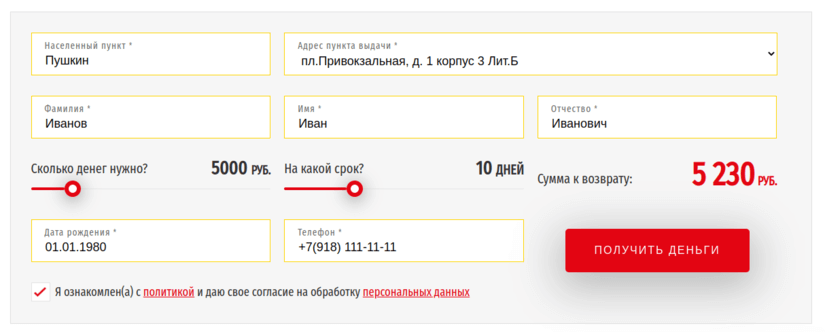 Населенный пункт *
Пушкин
Адрес пункта выдачи *
пл.Привокзальная, д. 1 корпус 3 Лит.Б
Фамилия *
Иванов
Имя *
Иван
Отчество *
Иванович
Сколько денег нужно? 5000 РУБ.
На какой срок? 10 ДНЕЙ
Сумма к возврату: 5 230 РУБ.
Дата рождения *
01.01.1980
Телефон *
+7(918) 111-11-11
ПОЛУЧИТЬ ДЕНЬГИ
Я ознакомлен(а) с политикой и даю свое согласие на обработку персональных данных